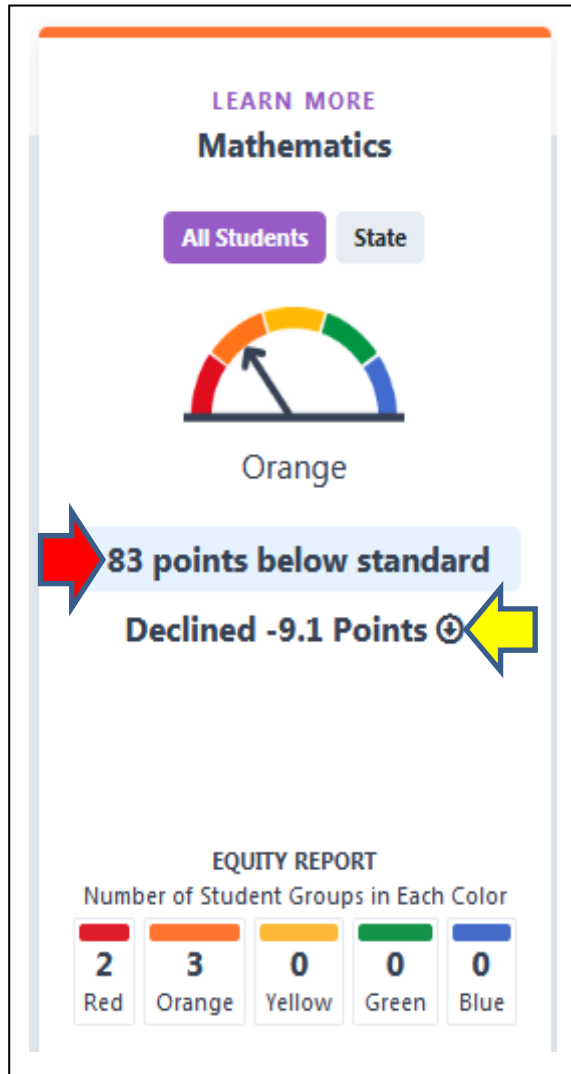 LEARN MORE
Mathematics
All Students State
Orange
83 points below standard
Declined -9.1 Points
EQUITY REPORT
Number of Student Groups in Each Color
2 3 0 0 0
Red Orange Yellow Green Blue